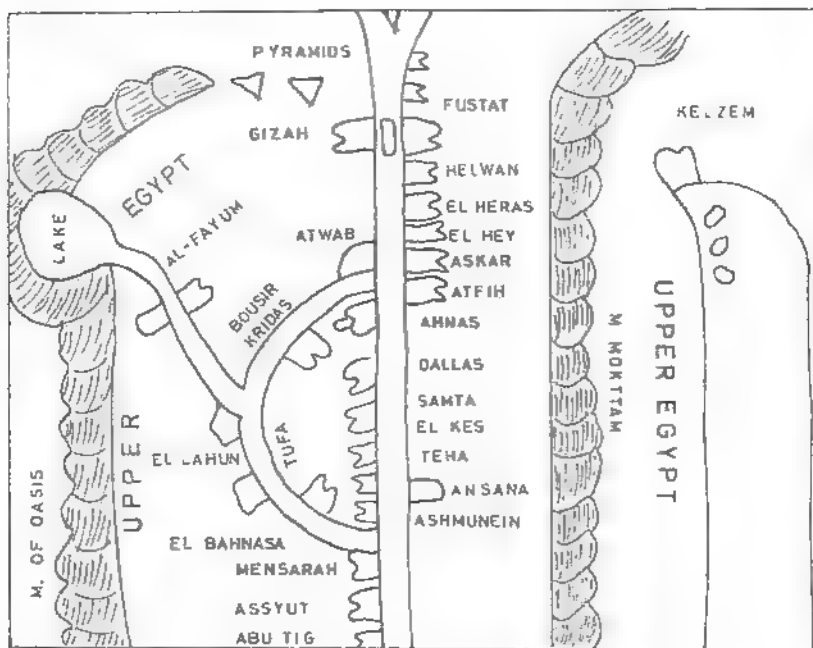 PYRAMIDS
FUSTAT
KELZEM
GIZAH
HELWAN
EGYPT
EL HERAS
LAKE
AL-FAYUM
ATWAB
EL HEY
ASKAR
BOUSIR
KRIDAS
ATFIH
AHNAS
M MOKTTAM
UPPER EGYPT
DALLAS
SAMTA
EL KES
TUFA
TEHA
EL LAHUN
UPPER
M. OF OASIS
ANSANA
ASHMUNEIN
EL BAHNASA
MENSARAH
ASSYUT
ABU TIG